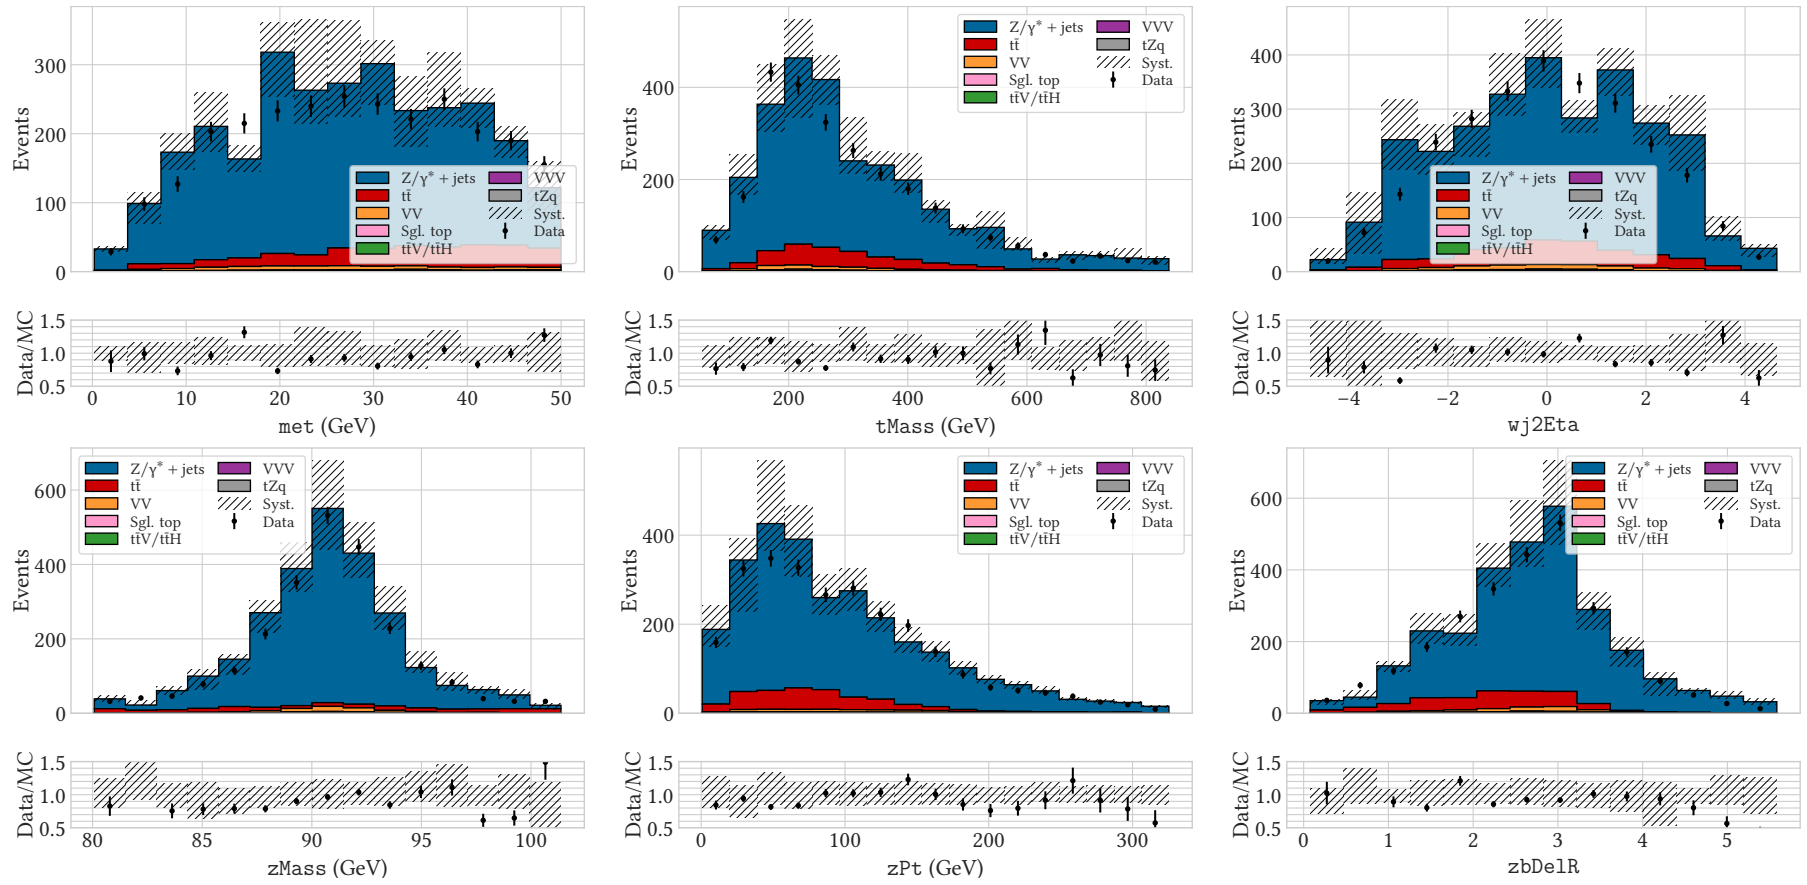 Events
300
200
100
0
Z/γ* + jets
tt̄
VV
Sgl. top
tt̄V/tt̄H
VVV
tZq
Syst.
Data
Data/MC
1.5
1.0
0.5
0 10 20 30 40 50
met (GeV)
Events
400
200
0
Z/γ* + jets
tt̄
VV
Sgl. top
tt̄V/tt̄H
VVV
tZq
Syst.
Data
Data/MC
1.5
1.0
0.5
200 400 600 800
tMass (GeV)
Events
400
300
200
100
0
Z/γ* + jets
tt̄
VV
Sgl. top
tt̄V/tt̄H
VVV
tZq
Syst.
Data
Data/MC
1.5
1.0
0.5
−4 −2 0 2 4
wj2Eta
Events
600
400
200
0
Z/γ* + jets
tt̄
VV
Sgl. top
tt̄V/tt̄H
VVV
tZq
Syst.
Data
Data/MC
1.5
1.0
0.5
80 85 90 95 100
zMass (GeV)
Events
400
200
0
Z/γ* + jets
tt̄
VV
Sgl. top
tt̄V/tt̄H
VVV
tZq
Syst.
Data
Data/MC
1.5
1.0
0.5
0 100 200 300
zPt (GeV)
Events
600
400
200
0
Z/γ* + jets
tt̄
VV
Sgl. top
tt̄V/tt̄H
VVV
tZq
Syst.
Data
Data/MC
1.5
1.0
0.5
0 1 2 3 4 5
zbDelR